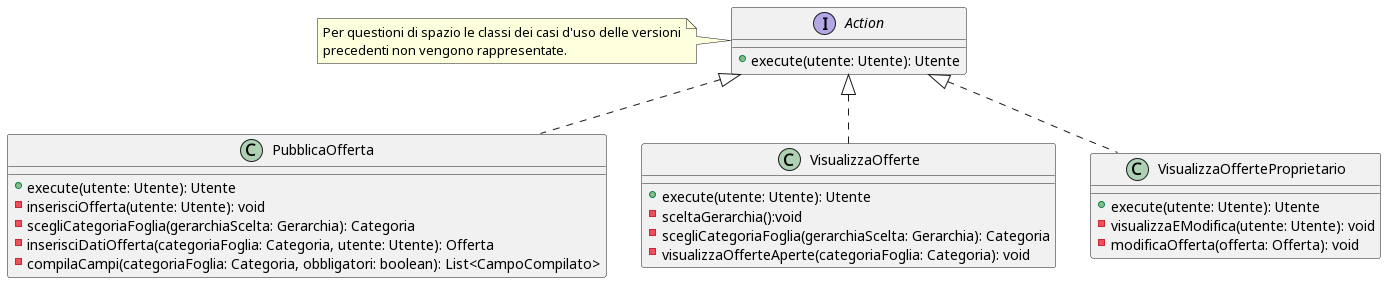 Per questioni di spazio le classi dei casi d'uso delle versioni
precedenti non vengono rappresentate.
I Action
execute(utente: Utente): Utente
C PubblicaOfferta
execute(utente: Utente): Utente
inserisciOfferta(utente: Utente): void
scegliCategoriaFoglia(gerarchiaScelta: Gerarchia): Categoria
inserisciDatiOfferta(categoriaFoglia: Categoria, utente: Utente): Offerta
compilaCampi(categoriaFoglia: Categoria, obbligatori: boolean): List<CampoCompilato>
C VisualizzaOfferte
execute(utente: Utente): Utente
sceltaGerarchia():void
scegliCategoriaFoglia(gerarchiaScelta: Gerarchia): Categoria
visualizzaOfferteAperte(categoriaFoglia: Categoria): void
C VisualizzaOfferteProprietario
execute(utente: Utente): Utente
visualizzaEModifica(utente: Utente): void
modificaOfferta(offerta: Offerta): void